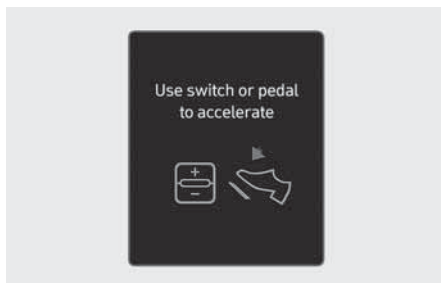 Use switch or pedal
to accelerate
+
−